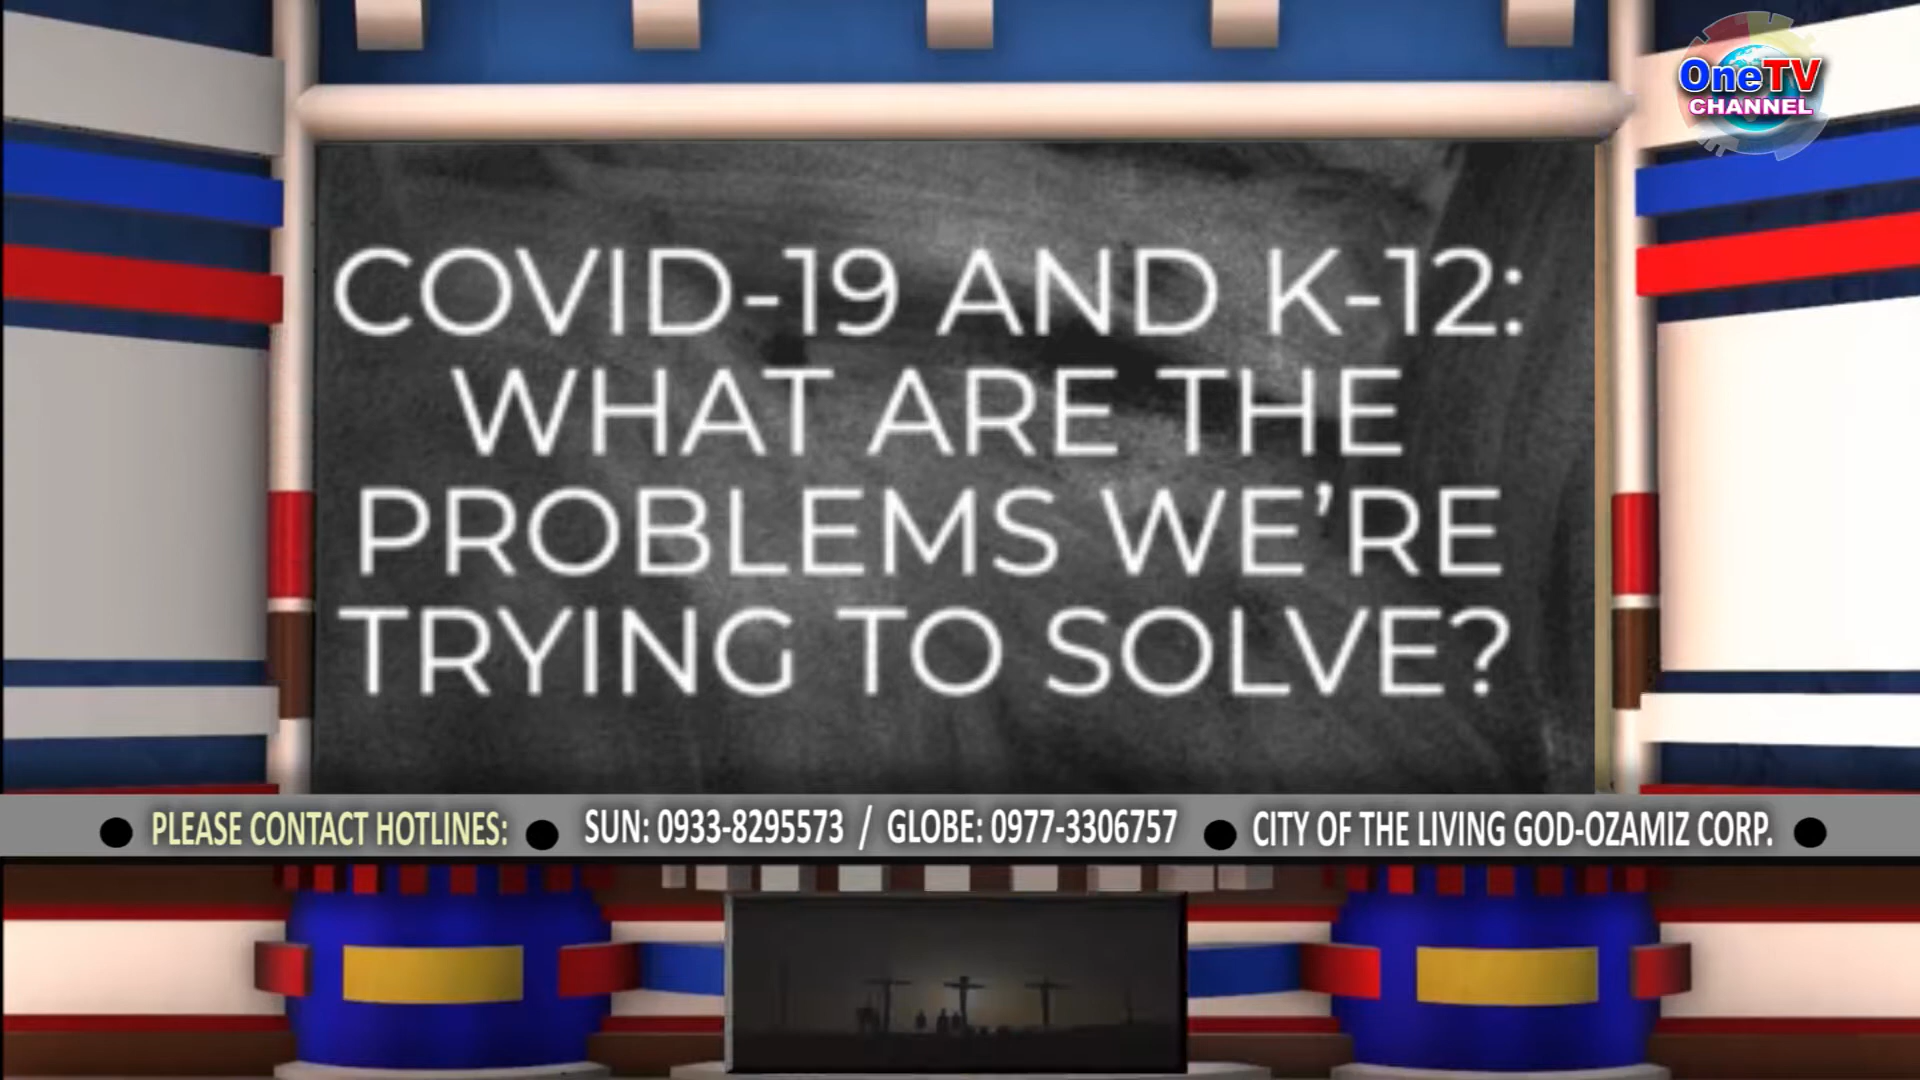 OneTV
CHANNEL
COVID-19 AND K-12:
WHAT ARE THE
PROBLEMS WE’RE
TRYING TO SOLVE?
PLEASE CONTACT HOTLINES: SUN: 0933-8295573 / GLOBE: 0977-3306757 CITY OF THE LIVING GOD-OZAMIZ CORP.